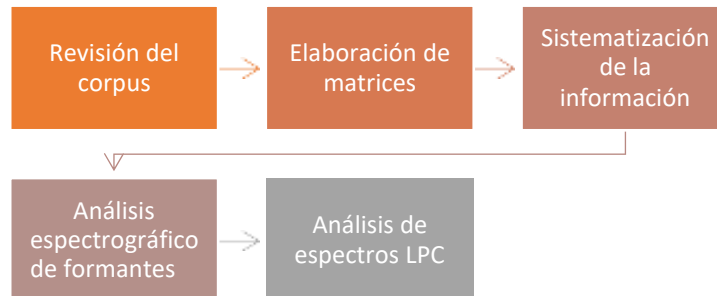 Revisión del
corpus
Elaboración de
matrices
Sistematización
de la
información
Análisis
espectrográfico
de formantes
Análisis de
espectros LPC